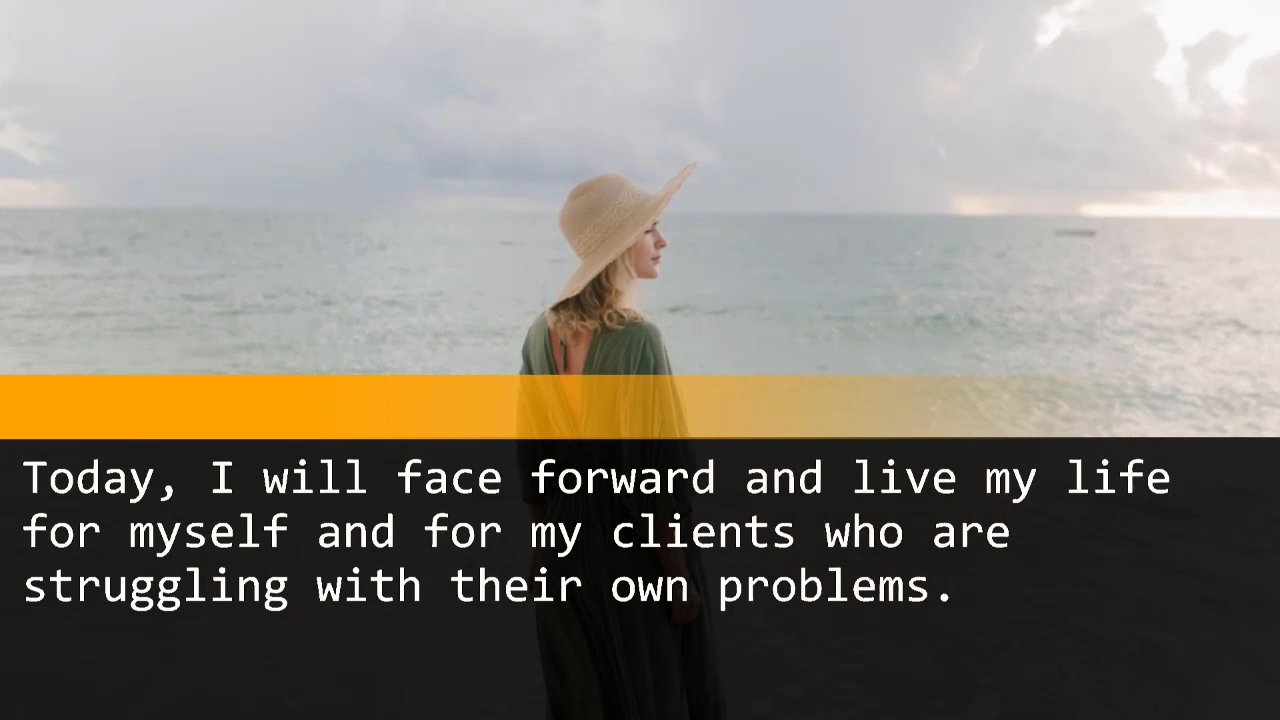 Today, I will face forward and live my life
for myself and for my clients who are
struggling with their own problems.